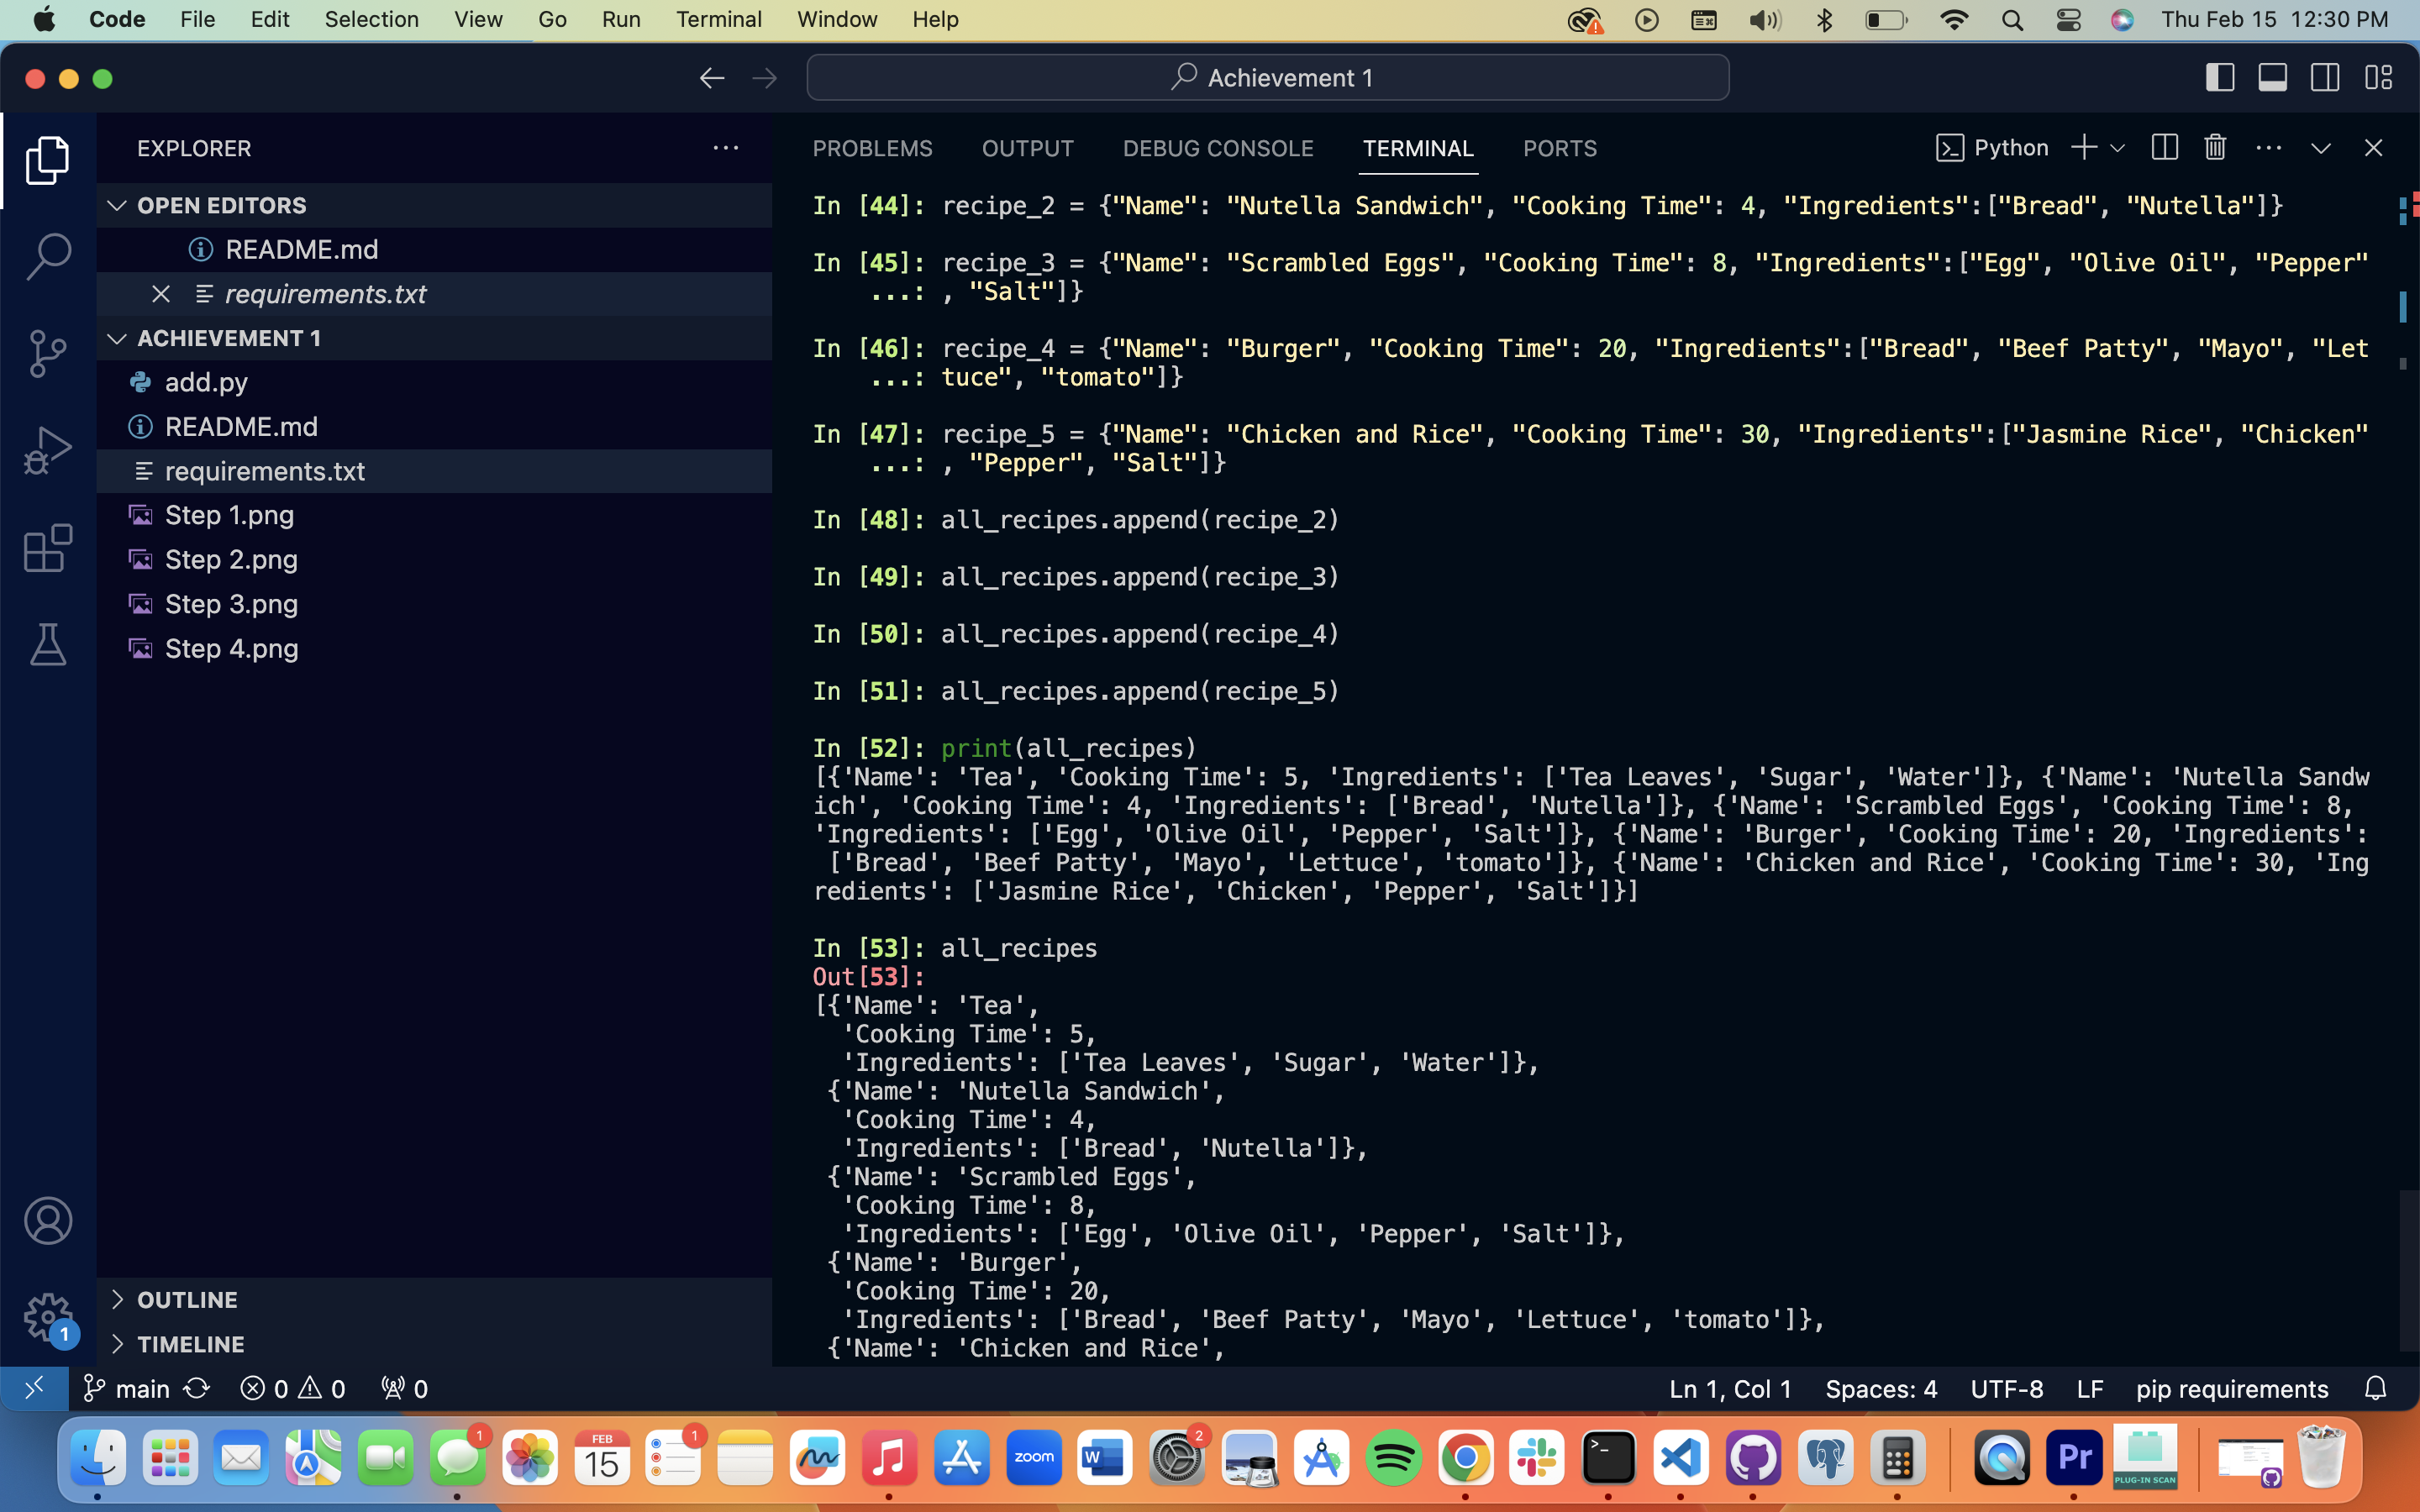 Code File Edit Selection View Go Run Terminal Window Help Thu Feb 15 12:30 PM
Achievement 1
EXPLORER
OPEN EDITORS
README.md
requirements.txt
ACHIEVEMENT 1
add.py
README.md
requirements.txt
Step 1.png
Step 2.png
Step 3.png
Step 4.png
OUTLINE
TIMELINE
1
PROBLEMS OUTPUT DEBUG CONSOLE TERMINAL PORTS Python
In [44]: recipe_2 = {"Name": "Nutella Sandwich", "Cooking Time": 4, "Ingredients":["Bread", "Nutella"]}
In [45]: recipe_3 = {"Name": "Scrambled Eggs", "Cooking Time": 8, "Ingredients":["Egg", "Olive Oil", "Pepper"
...: , "Salt"]}
In [46]: recipe_4 = {"Name": "Burger", "Cooking Time": 20, "Ingredients":["Bread", "Beef Patty", "Mayo", "Let
...: tuce", "tomato"]}
In [47]: recipe_5 = {"Name": "Chicken and Rice", "Cooking Time": 30, "Ingredients":["Jasmine Rice", "Chicken"
...: , "Pepper", "Salt"]}
In [48]: all_recipes.append(recipe_2)
In [49]: all_recipes.append(recipe_3)
In [50]: all_recipes.append(recipe_4)
In [51]: all_recipes.append(recipe_5)
In [52]: print(all_recipes)
[{'Name': 'Tea', 'Cooking Time': 5, 'Ingredients': ['Tea Leaves', 'Sugar', 'Water']}, {'Name': 'Nutella Sandw
ich', 'Cooking Time': 4, 'Ingredients': ['Bread', 'Nutella']}, {'Name': 'Scrambled Eggs', 'Cooking Time': 8,
'Ingredients': ['Egg', 'Olive Oil', 'Pepper', 'Salt']}, {'Name': 'Burger', 'Cooking Time': 20, 'Ingredients':
['Bread', 'Beef Patty', 'Mayo', 'Lettuce', 'tomato']}, {'Name': 'Chicken and Rice', 'Cooking Time': 30, 'Ing
redients': ['Jasmine Rice', 'Chicken', 'Pepper', 'Salt']}]
In [53]: all_recipes
Out[53]:
[{'Name': 'Tea',
'Cooking Time': 5,
'Ingredients': ['Tea Leaves', 'Sugar', 'Water']},
{'Name': 'Nutella Sandwich',
'Cooking Time': 4,
'Ingredients': ['Bread', 'Nutella']},
{'Name': 'Scrambled Eggs',
'Cooking Time': 8,
'Ingredients': ['Egg', 'Olive Oil', 'Pepper', 'Salt']},
{'Name': 'Burger',
'Cooking Time': 20,
'Ingredients': ['Bread', 'Beef Patty', 'Mayo', 'Lettuce', 'tomato']},
{'Name': 'Chicken and Rice',
main 0 0 0 Ln 1, Col 1 Spaces: 4 UTF-8 LF pip requirements
1 FEB 15 1 zoom W 2 >_ Pr PLUG-IN SCAN